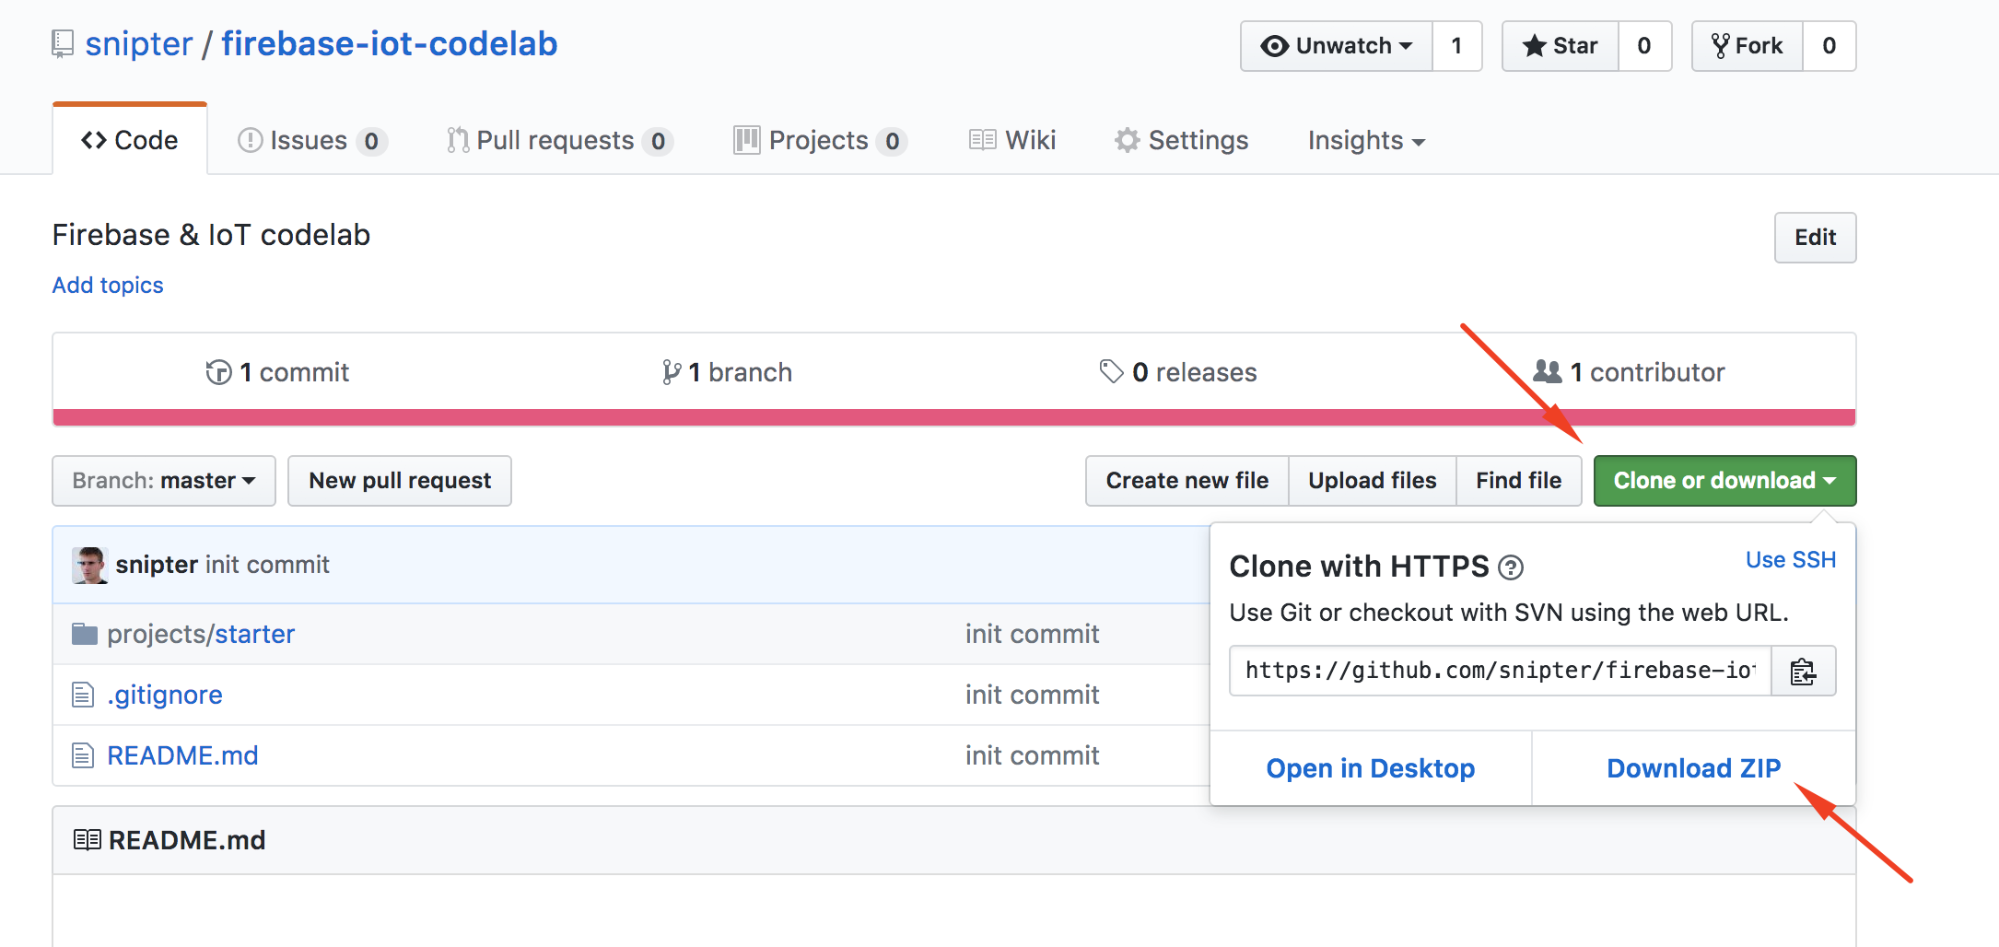 snipter / firebase-iot-codelab
Unwatch 1 Star 0 Fork 0
Code Issues 0 Pull requests 0 Projects 0 Wiki Settings Insights
Firebase & IoT codelab
Edit
Add topics
1 commit 1 branch 0 releases 1 contributor
Branch: master New pull request Create new file Upload files Find file Clone or download
snipter init commit
projects/starter init commit
.gitignore init commit
README.md init commit
Clone with HTTPS ? Use SSH
Use Git or checkout with SVN using the web URL.
https://github.com/snipter/firebase-io
Open in Desktop Download ZIP
README.md